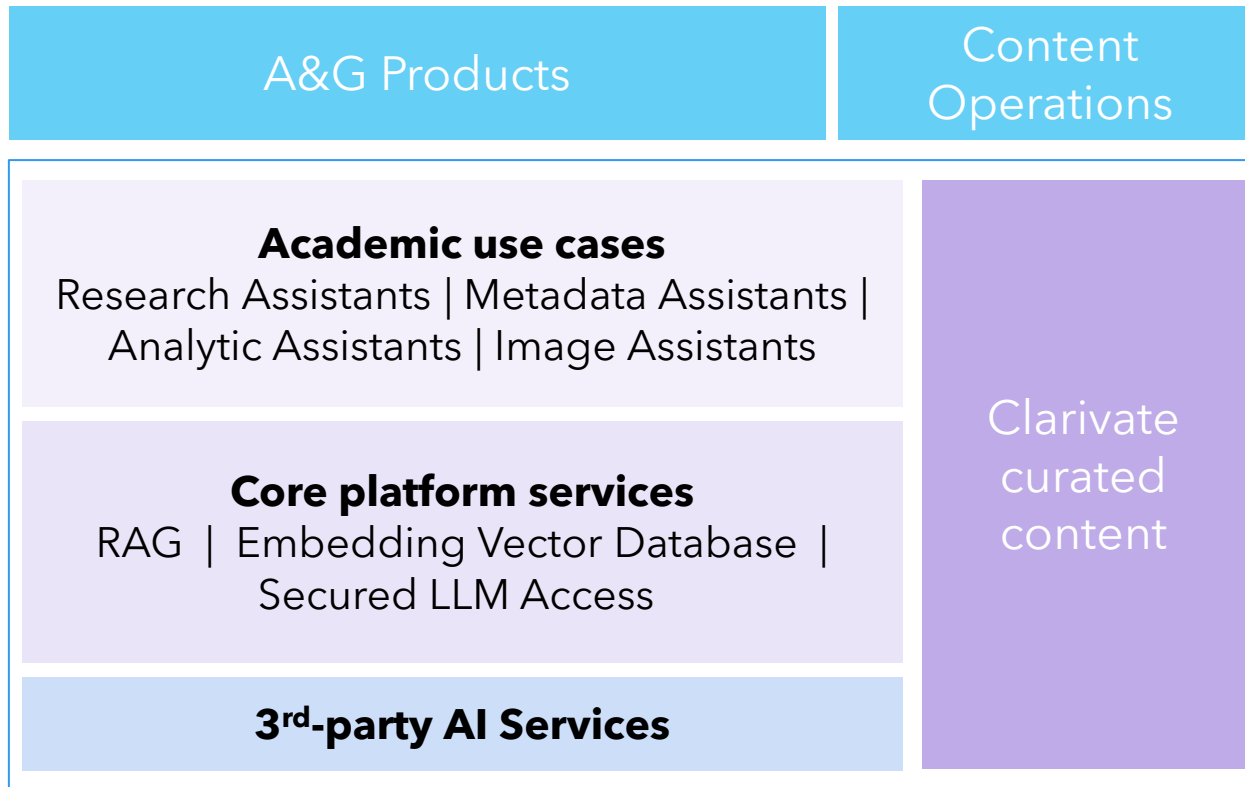 A&G Products
Content
Operations
Academic use cases
Research Assistants | Metadata Assistants |
Analytic Assistants | Image Assistants
Core platform services
RAG | Embedding Vector Database |
Secured LLM Access
3rd-party AI Services
Clarivate
curated
content